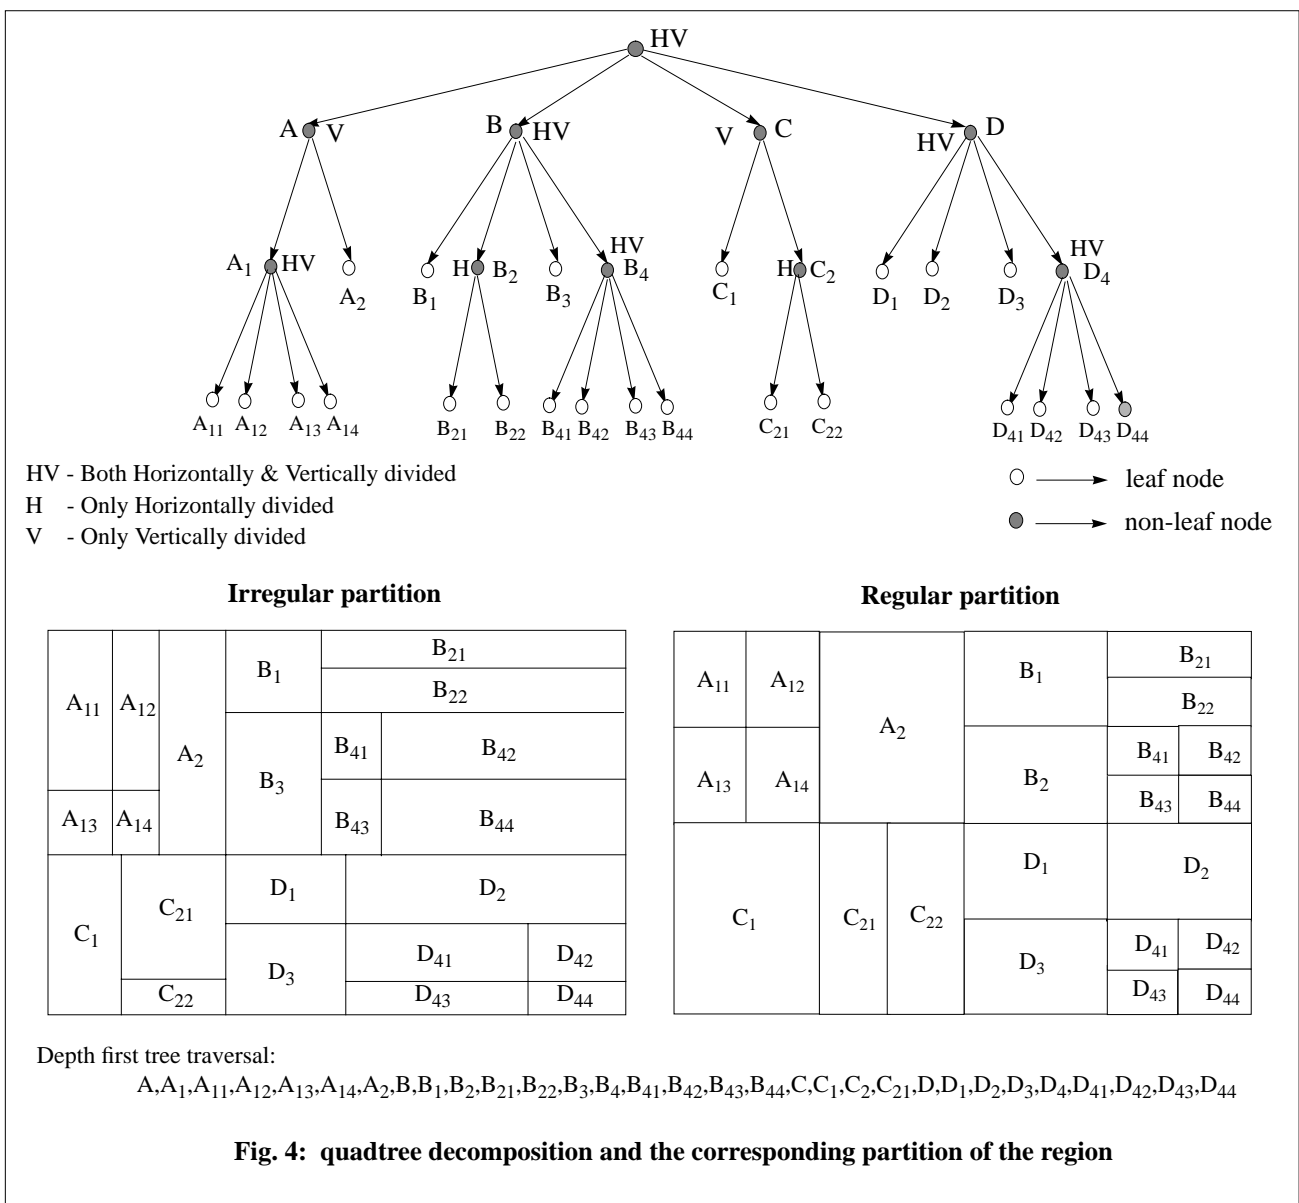 HV
A V
B HV
V C
HV D
A1 HV
A2
B1
H B2
B3
HV
B4
C1
H C2
D1
D2
D3
HV
D4
A11 A12 A13 A14
B21 B22
B41 B42 B43 B44
C21 C22
D41 D42 D43 D44
HV - Both Horizontally & Vertically divided
H - Only Horizontally divided
V - Only Vertically divided
leaf node
non-leaf node
Irregular partition
A11 A12 A2 B1 B21
B22
B3 B41 B42
A13 A14 B43 B44
C1 C21 D1 D2
C22 D3 D41 D42
D43 D44
Regular partition
A11 A12 A2 B1 B21
B22
A13 A14 B2 B41 B42
B43 B44
C1 C21 C22 D1 D2
D3 D41 D42
D43 D44
Depth first tree traversal:
A,A1,A11,A12,A13,A14,A2,B,B1,B2,B21,B22,B3,B4,B41,B42,B43,B44,C,C1,C2,C21,D,D1,D2,D3,D4,D41,D42,D43,D44
Fig. 4: quadtree decomposition and the corresponding partition of the region